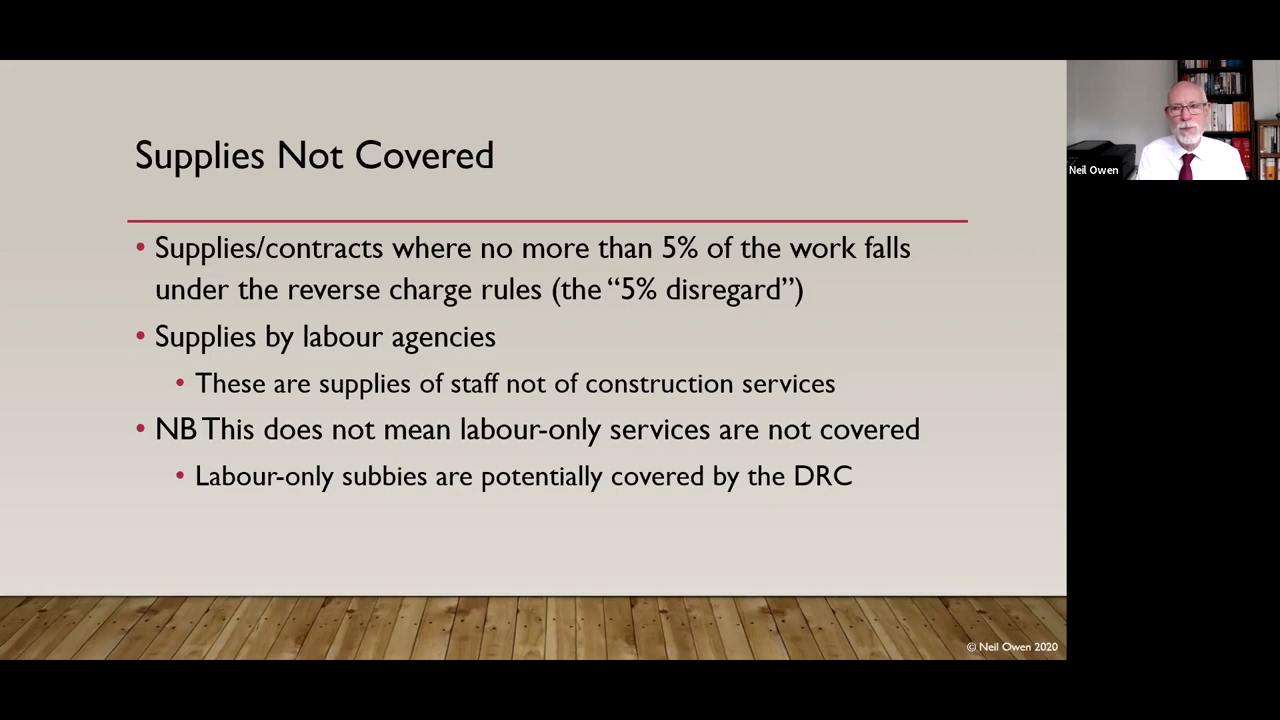 Supplies Not Covered
• Supplies/contracts where no more than 5% of the work falls
under the reverse charge rules (the “5% disregard”)
• Supplies by labour agencies
• These are supplies of staff not of construction services
• NB This does not mean labour-only services are not covered
• Labour-only subbies are potentially covered by the DRC
© Neil Owen 2020
Neil Owen